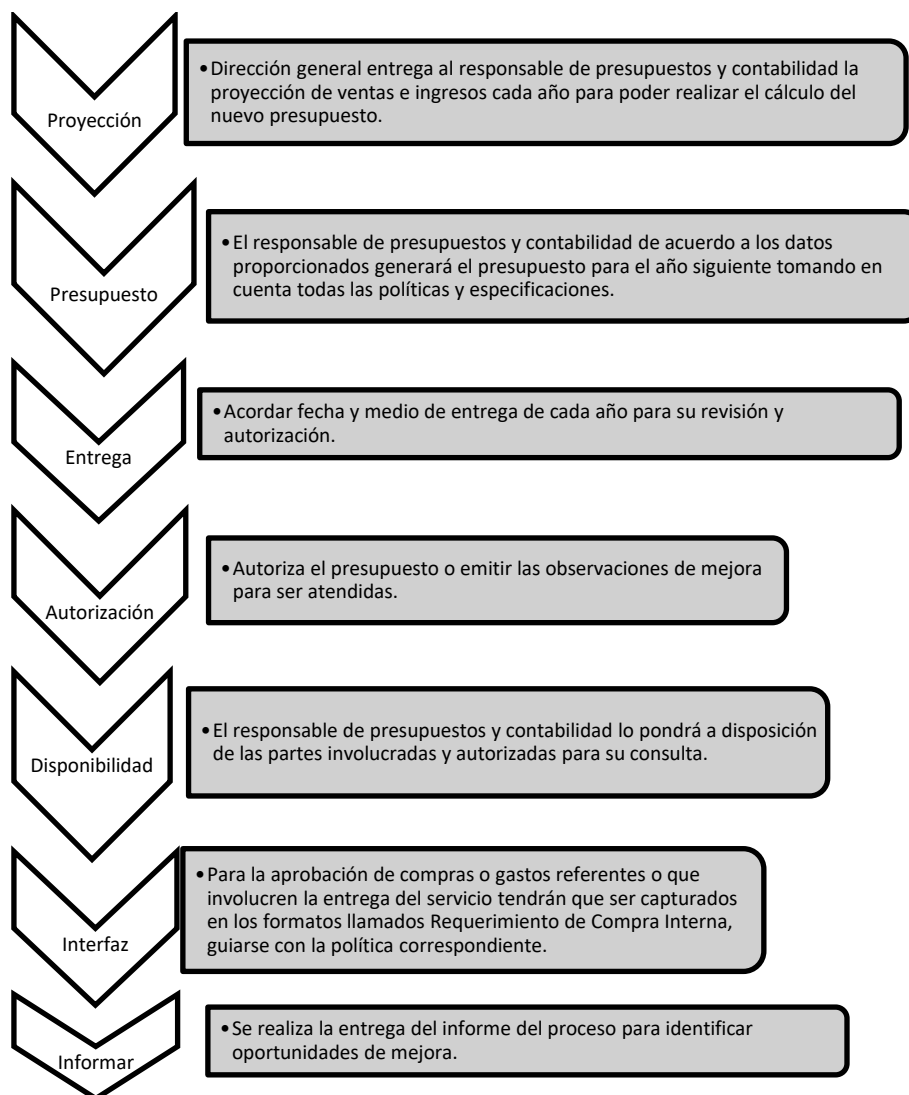 Proyección
•Dirección general entrega al responsable de presupuestos y contabilidad la
proyección de ventas e ingresos cada año para poder realizar el cálculo del
nuevo presupuesto.
Presupuesto
•El responsable de presupuestos y contabilidad de acuerdo a los datos
proporcionados generará el presupuesto para el año siguiente tomando en
cuenta todas las políticas y especificaciones.
Entrega
•Acordar fecha y medio de entrega de cada año para su revisión y
autorización.
Autorización
•Autoriza el presupuesto o emitir las observaciones de mejora
para ser atendidas.
Disponibilidad
•El responsable de presupuestos y contabilidad lo pondrá a disposición
de las partes involucradas y autorizadas para su consulta.
Interfaz
•Para la aprobación de compras o gastos referentes o que
involucren la entrega del servicio tendrán que ser capturados
en los formatos llamados Requerimiento de Compra Interna,
guiarse con la política correspondiente.
Informar
•Se realiza la entrega del informe del proceso para identificar
oportunidades de mejora.